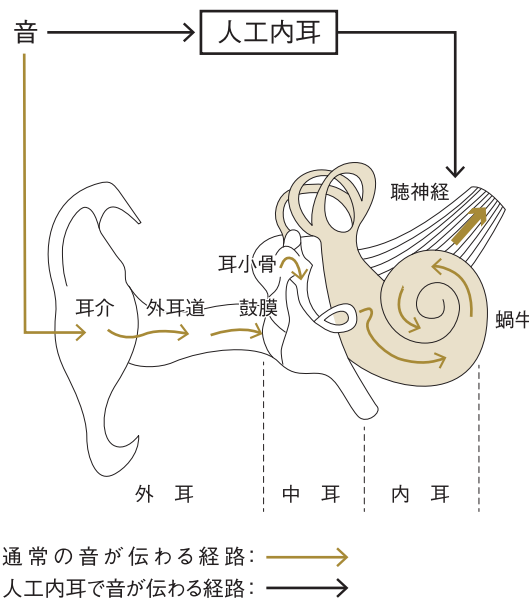 音
人工内耳
聴神経
耳小骨
耳介
外耳道
鼓膜
蝸牛
外 耳
中 耳
内 耳
通常の音が伝わる経路：
人工内耳で音が伝わる経路：